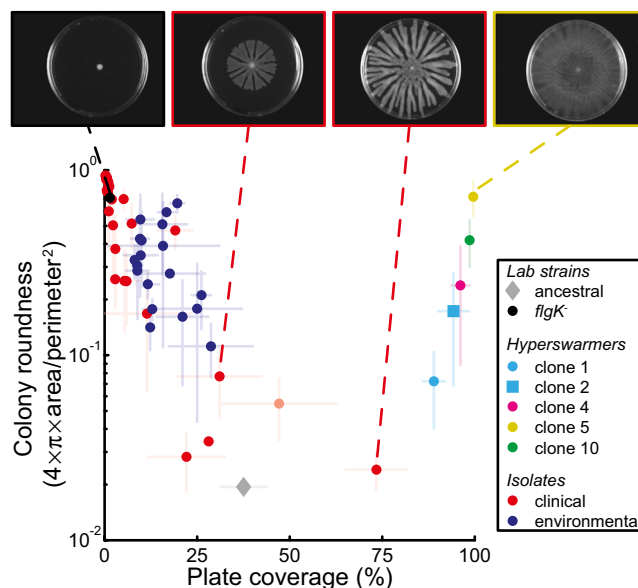 Colony roundness
(4×π×area/perimeter²)
10⁰
10⁻¹
10⁻²
0
25
50
75
100
Plate coverage (%)
Lab strains
ancestral
flgK⁻
Hyperswarmers
clone 1
clone 2
clone 4
clone 5
clone 10
Isolates
clinical
environmenta